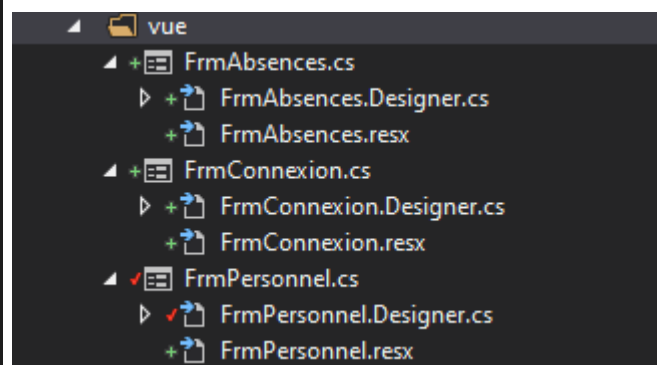 vue
FrmAbsences.cs
FrmAbsences.Designer.cs
FrmAbsences.resx
FrmConnexion.cs
FrmConnexion.Designer.cs
FrmConnexion.resx
FrmPersonnel.cs
FrmPersonnel.Designer.cs
FrmPersonnel.resx